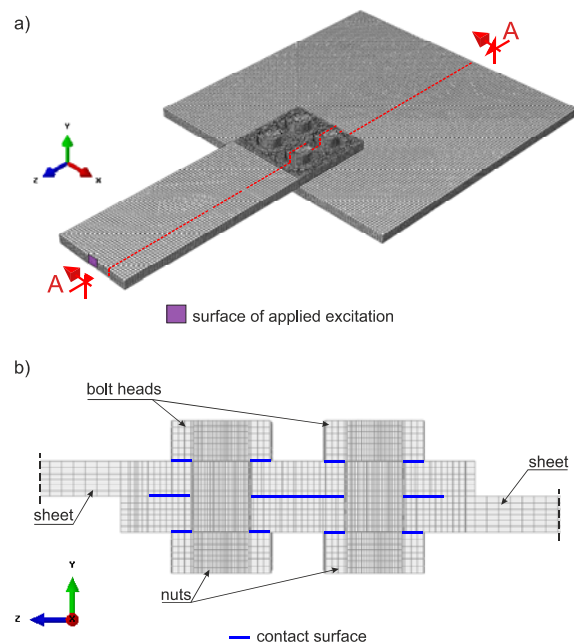 a)
A
Y
Z
X
A
surface of applied excitation
b)
bolt heads
sheet
sheet
nuts
Y
Z
X
contact surface